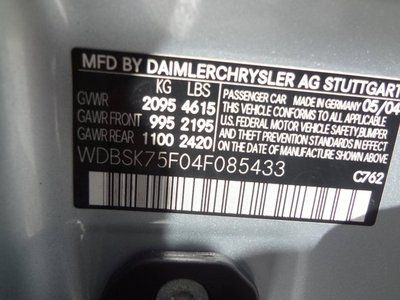 MFD BY DAIMLERCHRYSLER AG STUTTGART
KG LBS
GVWR 2095 4615
GAWR FRONT 995 2195
GAWR REAR 1100 2420
PASSENGER CAR MADE IN GERMANY 05/04
THIS VEHICLE CONFORMS TO ALL APPLICABLE
U.S. FEDERAL MOTOR VEHICLE SAFETY, BUMPER,
AND THEFT PREVENTION STANDARDS IN EFFECT
ON THE DATE OF MANUFACTURE SHOWN ABOVE
WDBSK75F04F085433
C762